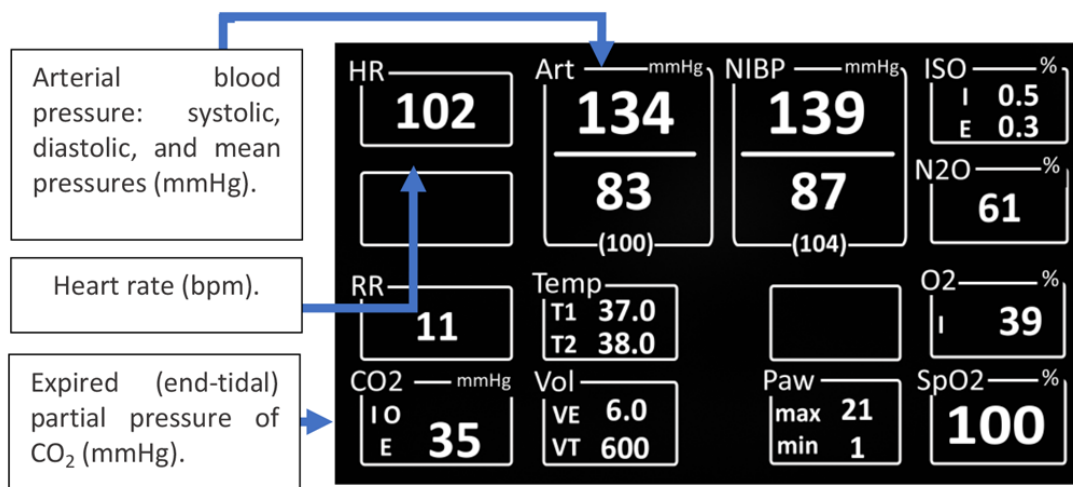 Arterial blood
pressure: systolic,
diastolic, and mean
pressures (mmHg).
Heart rate (bpm).
Expired (end-tidal)
partial pressure of
CO₂ (mmHg).
HR
102
Art mmHg
134
83
(100)
NIBP mmHg
139
87
(104)
ISO %
I 0.5
E 0.3
N2O %
61
RR
11
Temp
T1 37.0
T2 38.0
O2 %
I 39
CO2 mmHg
I O
E 35
Vol
VE 6.0
VT 600
Paw
max 21
min 1
SpO2 %
100